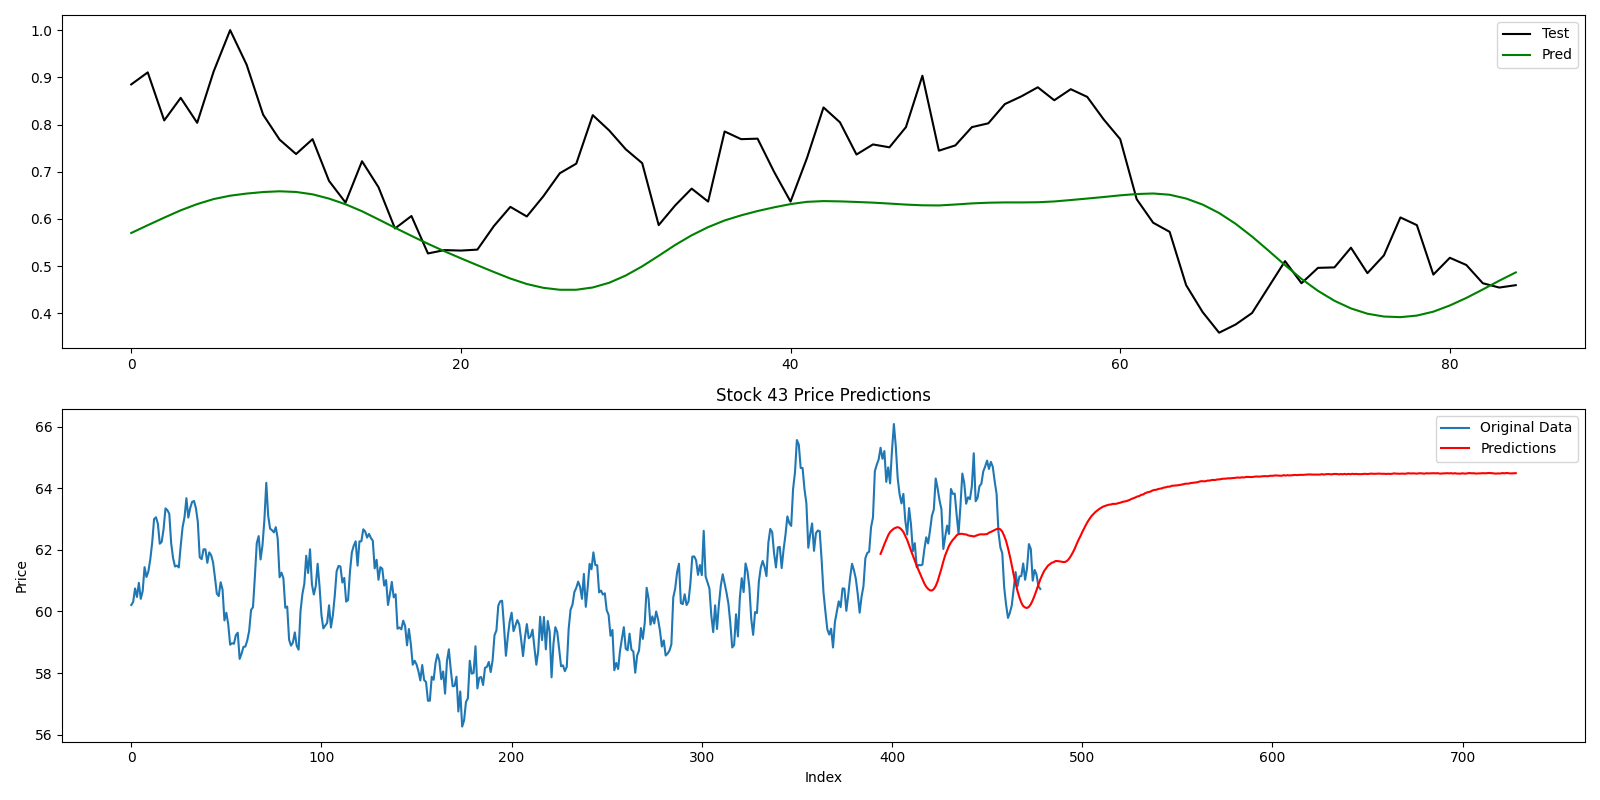 1.0
0.9
0.8
0.7
0.6
0.5
0.4
Test
Pred
0 20 40 60 80
Stock 43 Price Predictions
Price
66
64
62
60
58
56
Original Data
Predictions
0 100 200 300 400 500 600 700
Index